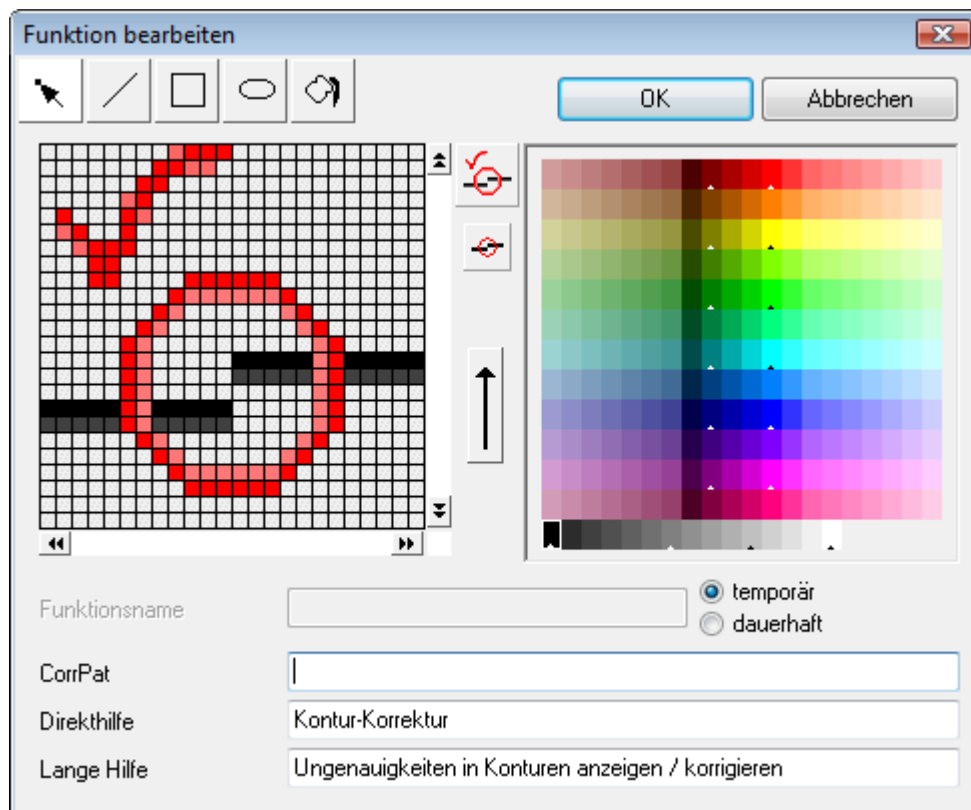 Funktion bearbeiten
OK
Abbrechen
Funktionsname
temporär
dauerhaft
CorrPat
Direkthilfe
Kontur-Korrektur
Lange Hilfe
Ungenauigkeiten in Konturen anzeigen / korrigieren